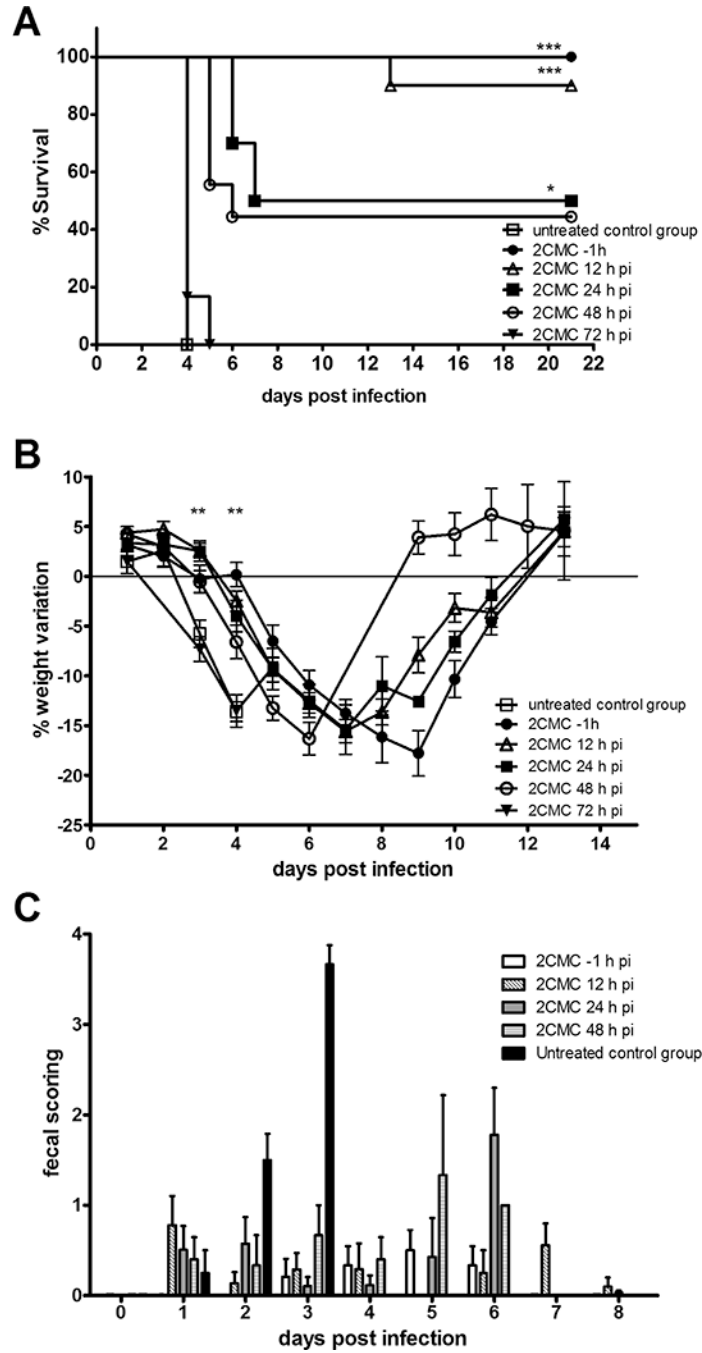 A
***
***
*
100
80
60
40
20
0
% Survival
untreated control group
2CMC -1h
2CMC 12 h pi
2CMC 24 h pi
2CMC 48 h pi
2CMC 72 h pi
0 2 4 6 8 10 12 14 16 18 20 22
days post infection
B
** **
10
5
0
-5
-10
-15
-20
-25
% weight variation
untreated control group
2CMC -1h
2CMC 12 h pi
2CMC 24 h pi
2CMC 48 h pi
2CMC 72 h pi
0 2 4 6 8 10 12 14
days post infection
C
4
3
2
1
0
fecal scoring
2CMC -1 h pi
2CMC 12 h pi
2CMC 24 h pi
2CMC 48 h pi
Untreated control group
0 1 2 3 4 5 6 7 8
days post infection